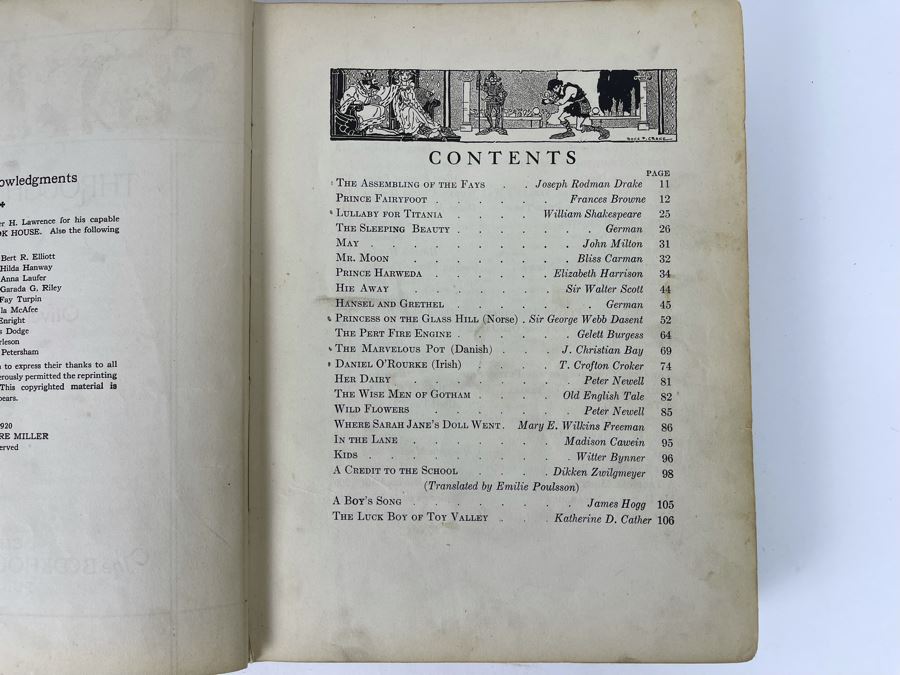 owledgments
er H. Lawrence for his capable
OK HOUSE. Also the following
Bert R. Elliott
Hilda Hanway
Anna Laufer
Garada G. Riley
Fay Turpin
la McAfee
Enright
s Dodge
rleson
Petersham
n to express their thanks to all
erously permitted the reprinting
This copyrighted material is
pears.
920
RE MILLER
served
CONTENTS
PAGE
The Assembling of the Fays . . Joseph Rodman Drake 11
Prince Fairyfoot . . . . . . Frances Browne 12
Lullaby for Titania . . . . William Shakespeare 25
The Sleeping Beauty . . . . . . . German 26
May . . . . . . . . . John Milton 31
Mr. Moon . . . . . . . . Bliss Carman 32
Prince Harweda . . . . . Elizabeth Harrison 34
Hie Away . . . . . . . Sir Walter Scott 44
Hansel and Grethel . . . . . . . German 45
Princess on the Glass Hill (Norse) . Sir George Webb Dasent 52
The Pert Fire Engine . . . . . . Gelett Burgess 64
The Marvelous Pot (Danish) . . . J. Christian Bay 69
Daniel O'Rourke (Irish) . . . . T. Crofton Croker 74
Her Dairy . . . . . . . . Peter Newell 81
The Wise Men of Gotham . . . . Old English Tale 82
Wild Flowers . . . . . . . Peter Newell 85
Where Sarah Jane's Doll Went . Mary E. Wilkins Freeman 86
In the Lane . . . . . . . Madison Cawein 95
Kids . . . . . . . . . Witter Bynner 96
A Credit to the School . . . . Dikken Zwilgmeyer 98
(Translated by Emilie Poulsson)
A Boy's Song . . . . . . . James Hogg 105
The Luck Boy of Toy Valley . . . Katherine D. Cather 106